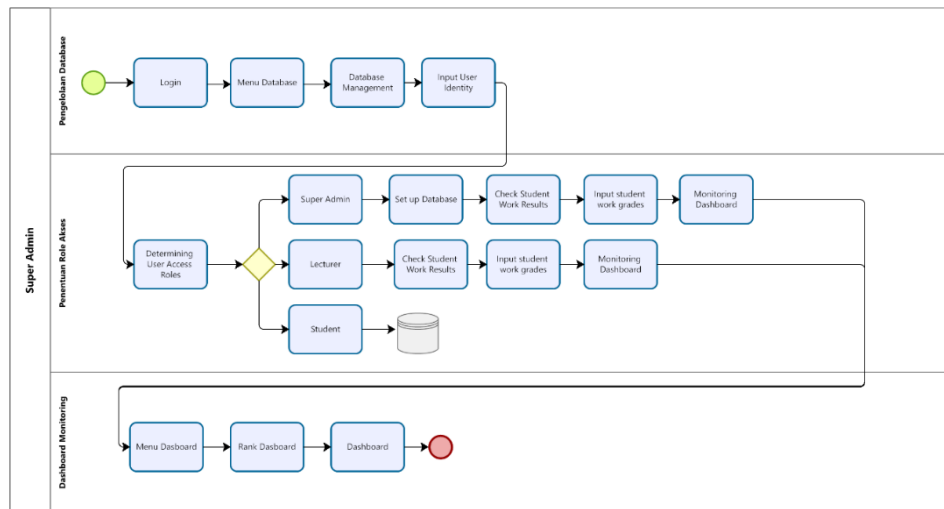 Super Admin
Pengelolaan Database
Login
Menu Database
Database
Management
Input User
Identity
Penentuan Role Akses
Determining
User Access
Roles
Super Admin
Set up Database
Check Student
Work Results
Input student
work grades
Monitoring
Dashboard
Lecturer
Check Student
Work Results
Input student
work grades
Monitoring
Dashboard
Student
Dashboard Monitoring
Menu Dasboard
Rank Dasboard
Dashboard